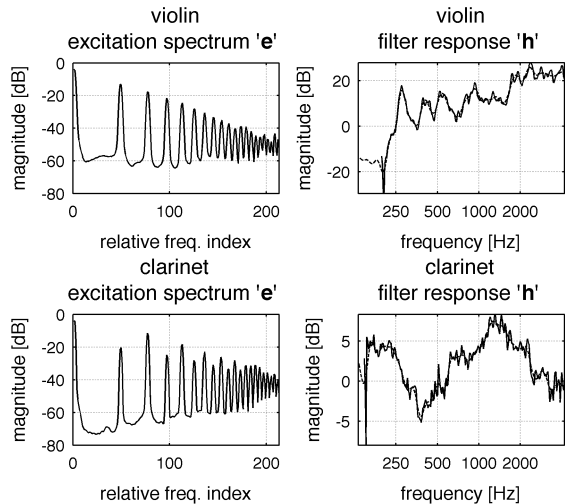 violin
excitation spectrum 'e'
magnitude [dB]
0
-20
-40
-60
-80
0
100
200
relative freq. index
violin
filter response 'h'
magnitude [dB]
20
0
-20
250
500
1000
2000
frequency [Hz]
clarinet
excitation spectrum 'e'
magnitude [dB]
0
-20
-40
-60
-80
0
100
200
relative freq. index
clarinet
filter response 'h'
magnitude [dB]
5
0
-5
250
500
1000
2000
frequency [Hz]